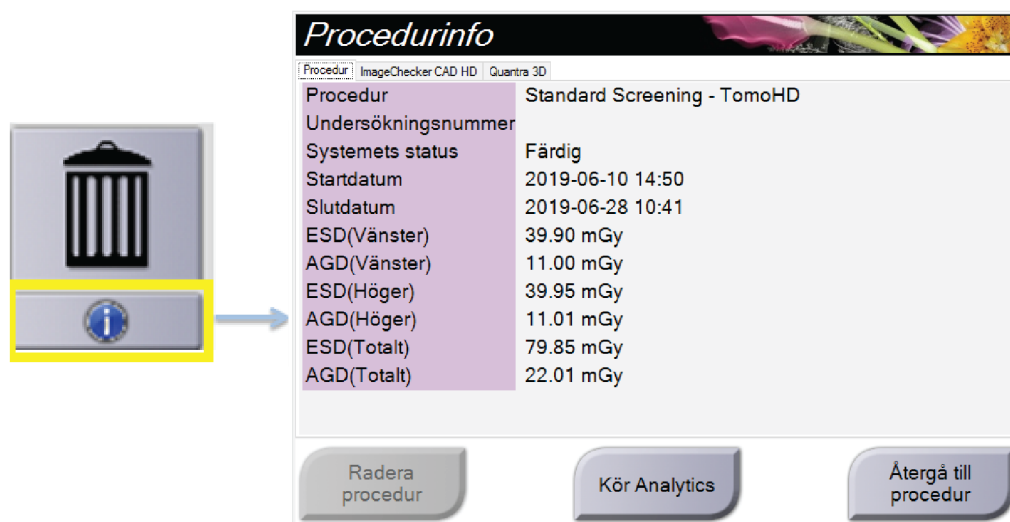 Procedurinfo
Procedur ImageChecker CAD HD Quantra 3D
Procedur Standard Screening - TomoHD
Undersökningsnummer
Systemets status Färdig
Startdatum 2019-06-10 14:50
Slutdatum 2019-06-28 10:41
ESD(Vänster) 39.90 mGy
AGD(Vänster) 11.00 mGy
ESD(Höger) 39.95 mGy
AGD(Höger) 11.01 mGy
ESD(Totalt) 79.85 mGy
AGD(Totalt) 22.01 mGy
Radera
procedur
Kör Analytics
Återgå till
procedur